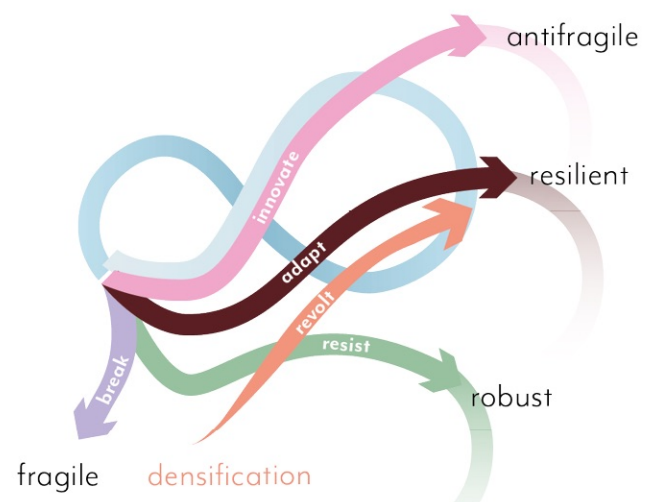 antifragile
resilient
innovate
adapt
revolt
resist
break
robust
fragile
densification